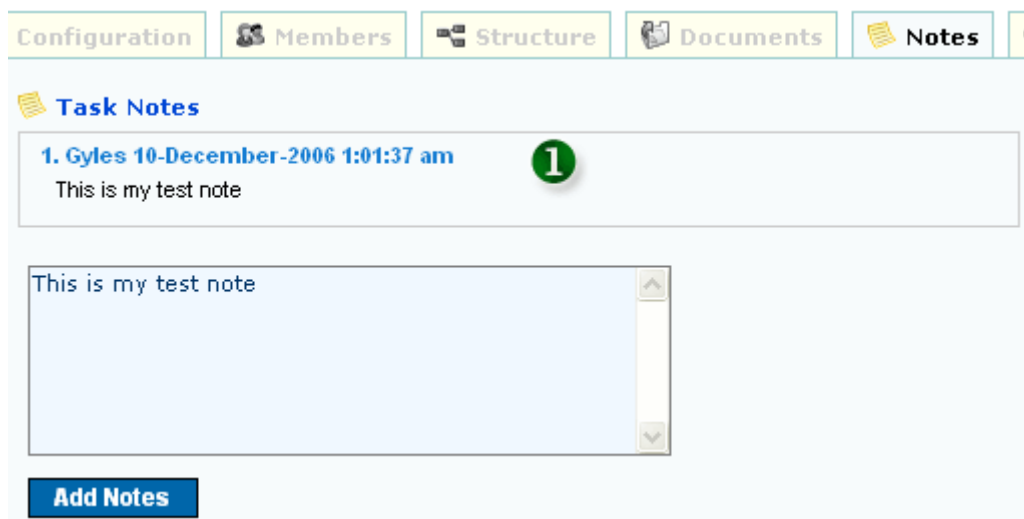 Configuration Members Structure Documents Notes
Task Notes
1. Gyles 10-December-2006 1:01:37 am
1
This is my test note
This is my test note
Add Notes